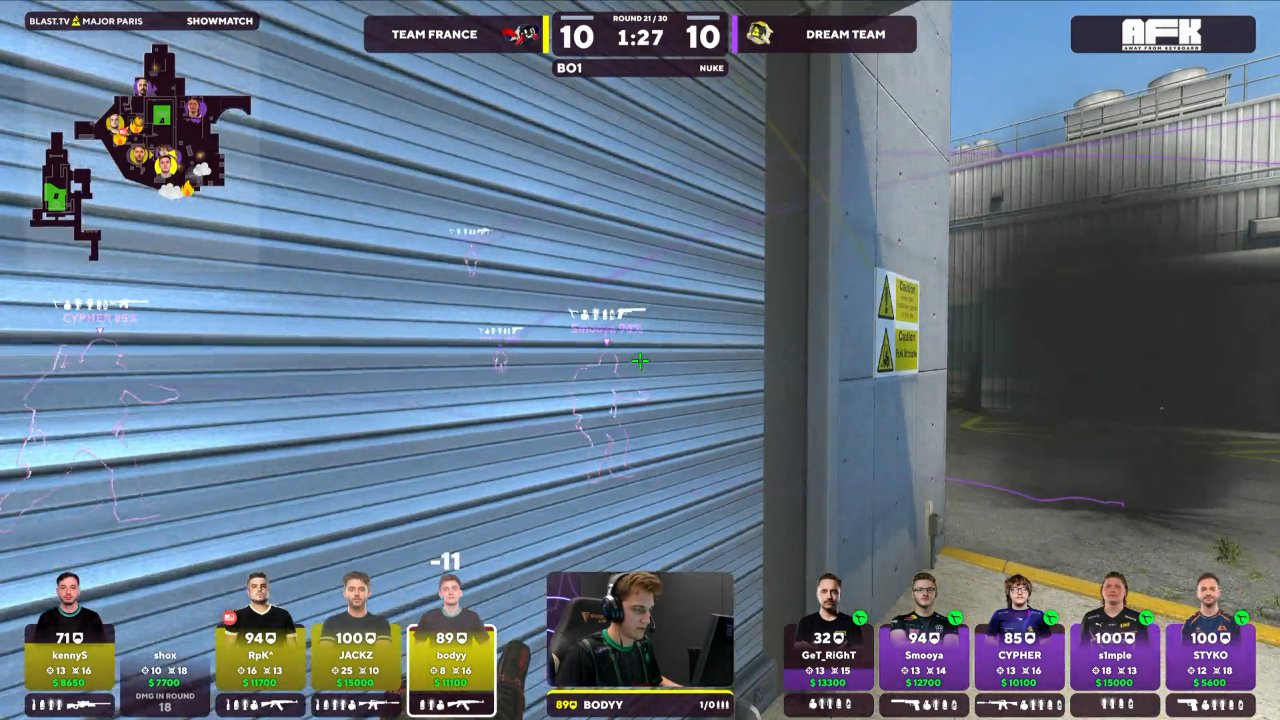 BLAST.TV MAJOR PARIS SHOWMATCH
TEAM FRANCE 10 ROUND 21 / 30 1:27 10 DREAM TEAM
BO1 NUKE
AFK
AWAY FROM KEYBOARD
A
B
CYPHER 85%
Smooya 94%
Caution
Caution
-11
71
kennyS
13 16
$8650
shox
10 18
$7700
DMG IN ROUND
18
94
RpK^
16 13
$11700
100
JACKZ
25 10
$15000
89
bodyy
8 16
$11100
89 BODYY 1/0
32
GeT_RiGhT
13 15
$13300
94
Smooya
13 14
$12700
85
CYPHER
13 16
$10100
100
s1mple
18 13
$15000
100
STYKO
12 18
$5600